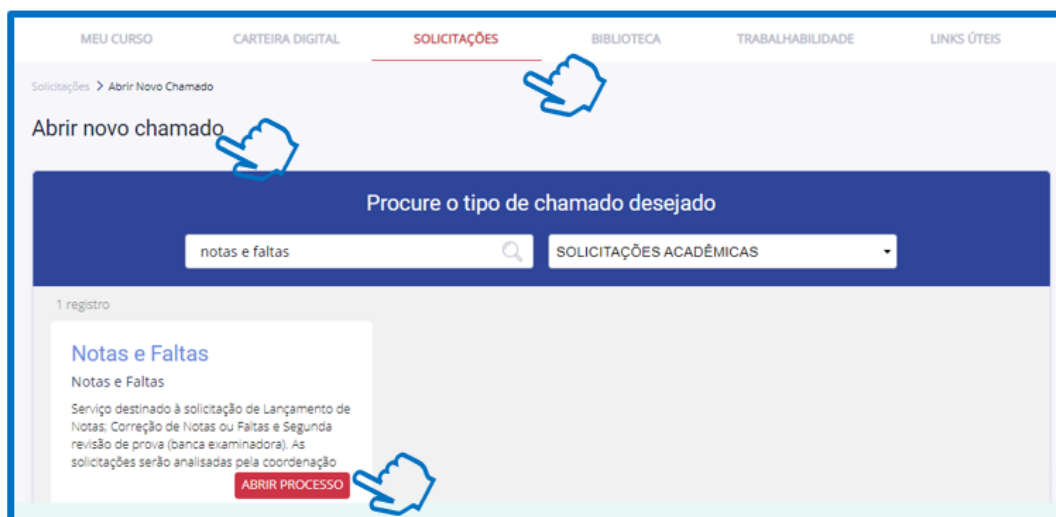 MEU CURSO CARTEIRA DIGITAL SOLICITAÇÕES BIBLIOTECA TRABALHABILIDADE LINKS ÚTEIS
Solicitações > Abrir Novo Chamado
Abrir novo chamado
Procure o tipo de chamado desejado
notas e faltas SOLICITAÇÕES ACADÊMICAS
1 registro
Notas e Faltas
Notas e Faltas
Serviço destinado à solicitação de Lançamento de
Notas; Correção de Notas ou Faltas e Segunda
revisão de prova (banca examinadora). As
solicitações serão analisadas pela coordenação
ABRIR PROCESSO